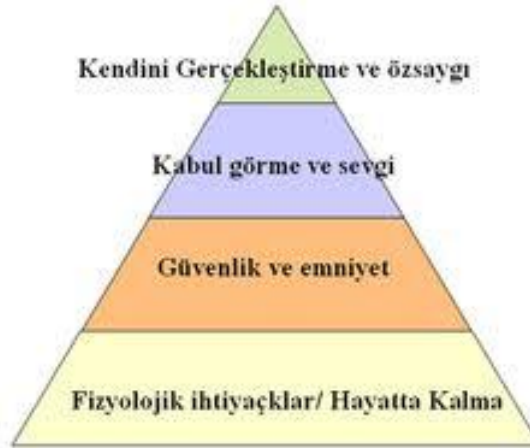 Kendini Gerçekleştirme ve özsaygı
Kabul görme ve sevgi
Güvenlik ve emniyet
Fizyolojik ihtiyaçklar/ Hayatta Kalma